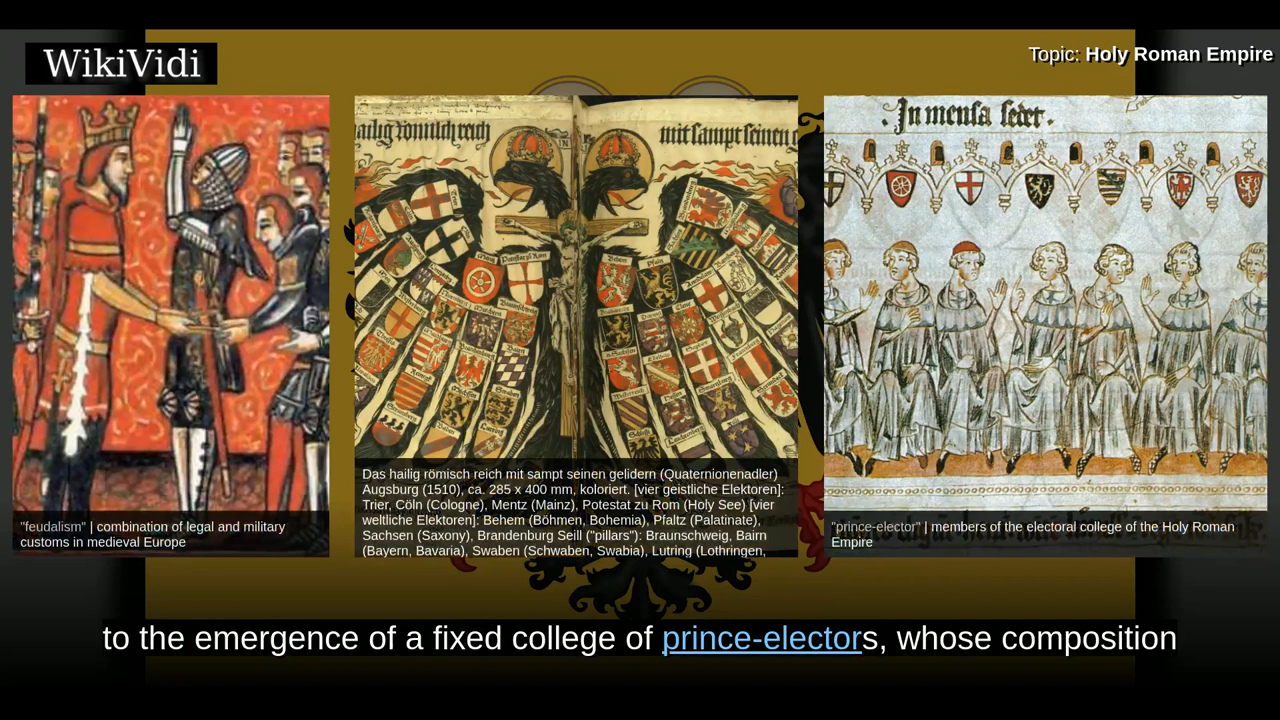 WikiVidi
Topic: Holy Roman Empire
"feudalism" | combination of legal and military
customs in medieval Europe
hailig römisch reich
mit sampt seinen
Das hailig römisch reich mit sampt seinen gelidern (Quaternionenadler)
Augsburg (1510), ca. 285 x 400 mm, koloriert. [vier geistliche Elektoren]:
Trier, Cöln (Cologne), Mentz (Mainz), Potestat zu Rom (Holy See) [vier
weltliche Elektoren]: Behem (Böhmen, Bohemia), Pfaltz (Palatinate),
Sachsen (Saxony), Brandenburg Seill ("pillars"): Braunschweig, Bairn
(Bayern, Bavaria), Swaben (Schwaben, Swabia), Lutring (Lothringen,
. In mensa sedet .
"prince-elector" | members of the electoral college of the Holy Roman
Empire
to the emergence of a fixed college of prince-electors, whose composition